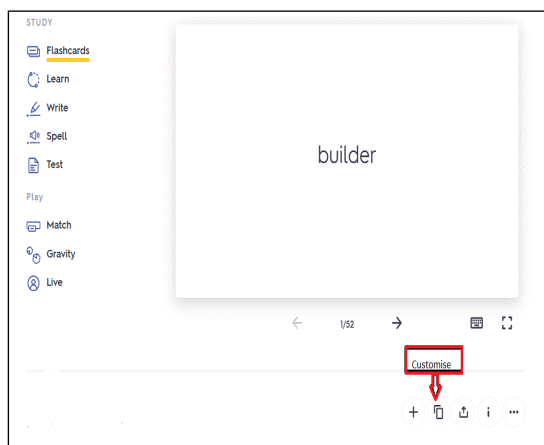 STUDY
Flashcards
Learn
Write
Spell
Test
Play
Match
Gravity
Live
builder
1/52
Customise